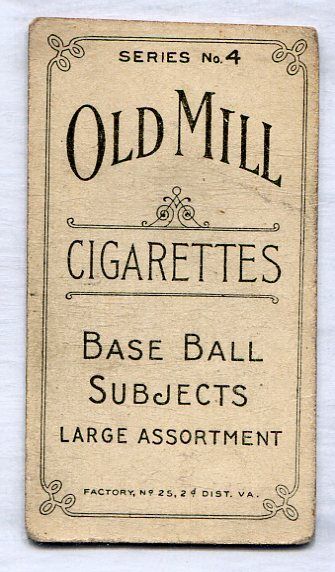 SERIES No. 4
OLD MILL
CIGARETTES
BASE BALL
SUBJECTS
LARGE ASSORTMENT
FACTORY, No 25, 2d DIST. VA.